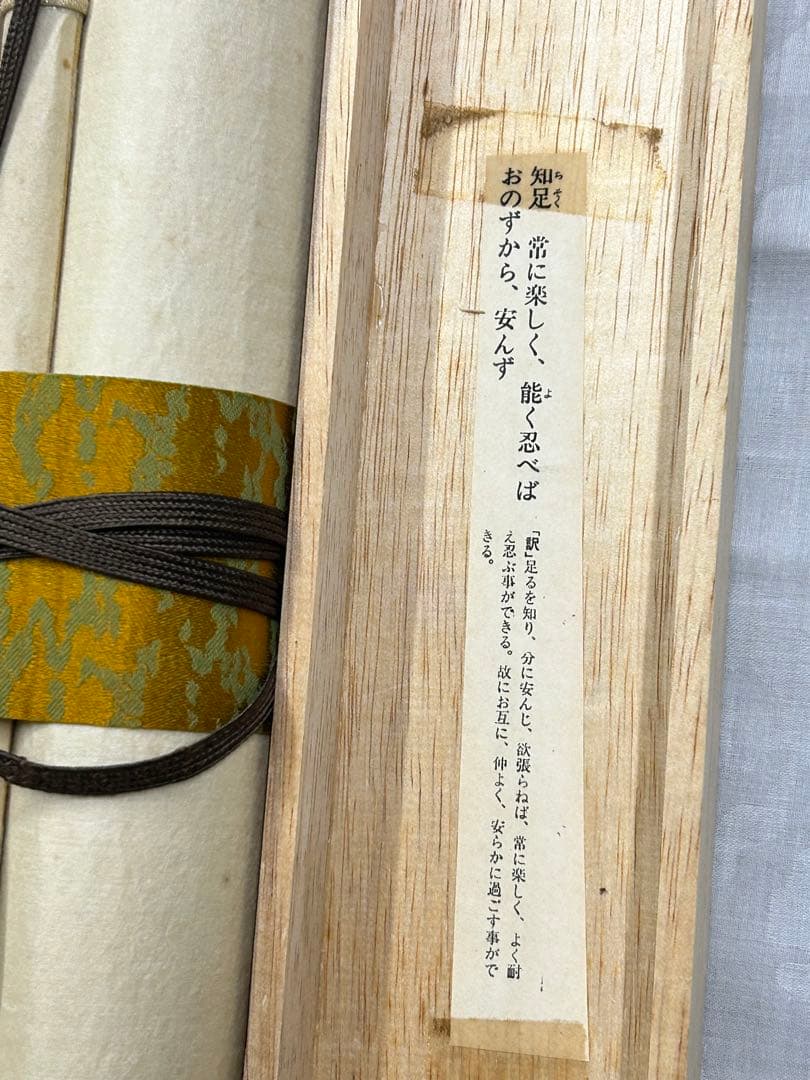 知足 常に楽しく、能く忍べば
おのずから、安んず
「訳」足るを知り、分に安んじ、欲張らねば、常に楽しく、よく耐
え忍ぶ事ができる。故にお互に、仲よく、安らかに過ごす事がで
きる。